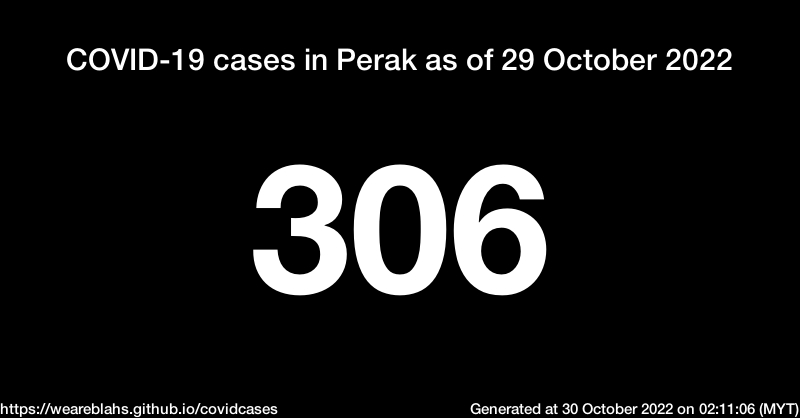 COVID-19 cases in Perak as of 29 October 2022
306
https://weareblahs.github.io/covidcases
Generated at 30 October 2022 on 02:11:06 (MYT)